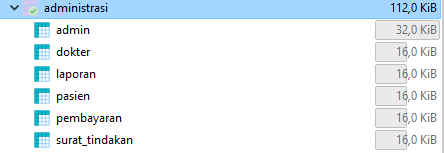 administrasi 112,0 KiB
admin 32,0 KiB
dokter 16,0 KiB
laporan 16,0 KiB
pasien 16,0 KiB
pembayaran 16,0 KiB
surat_tindakan 16,0 KiB